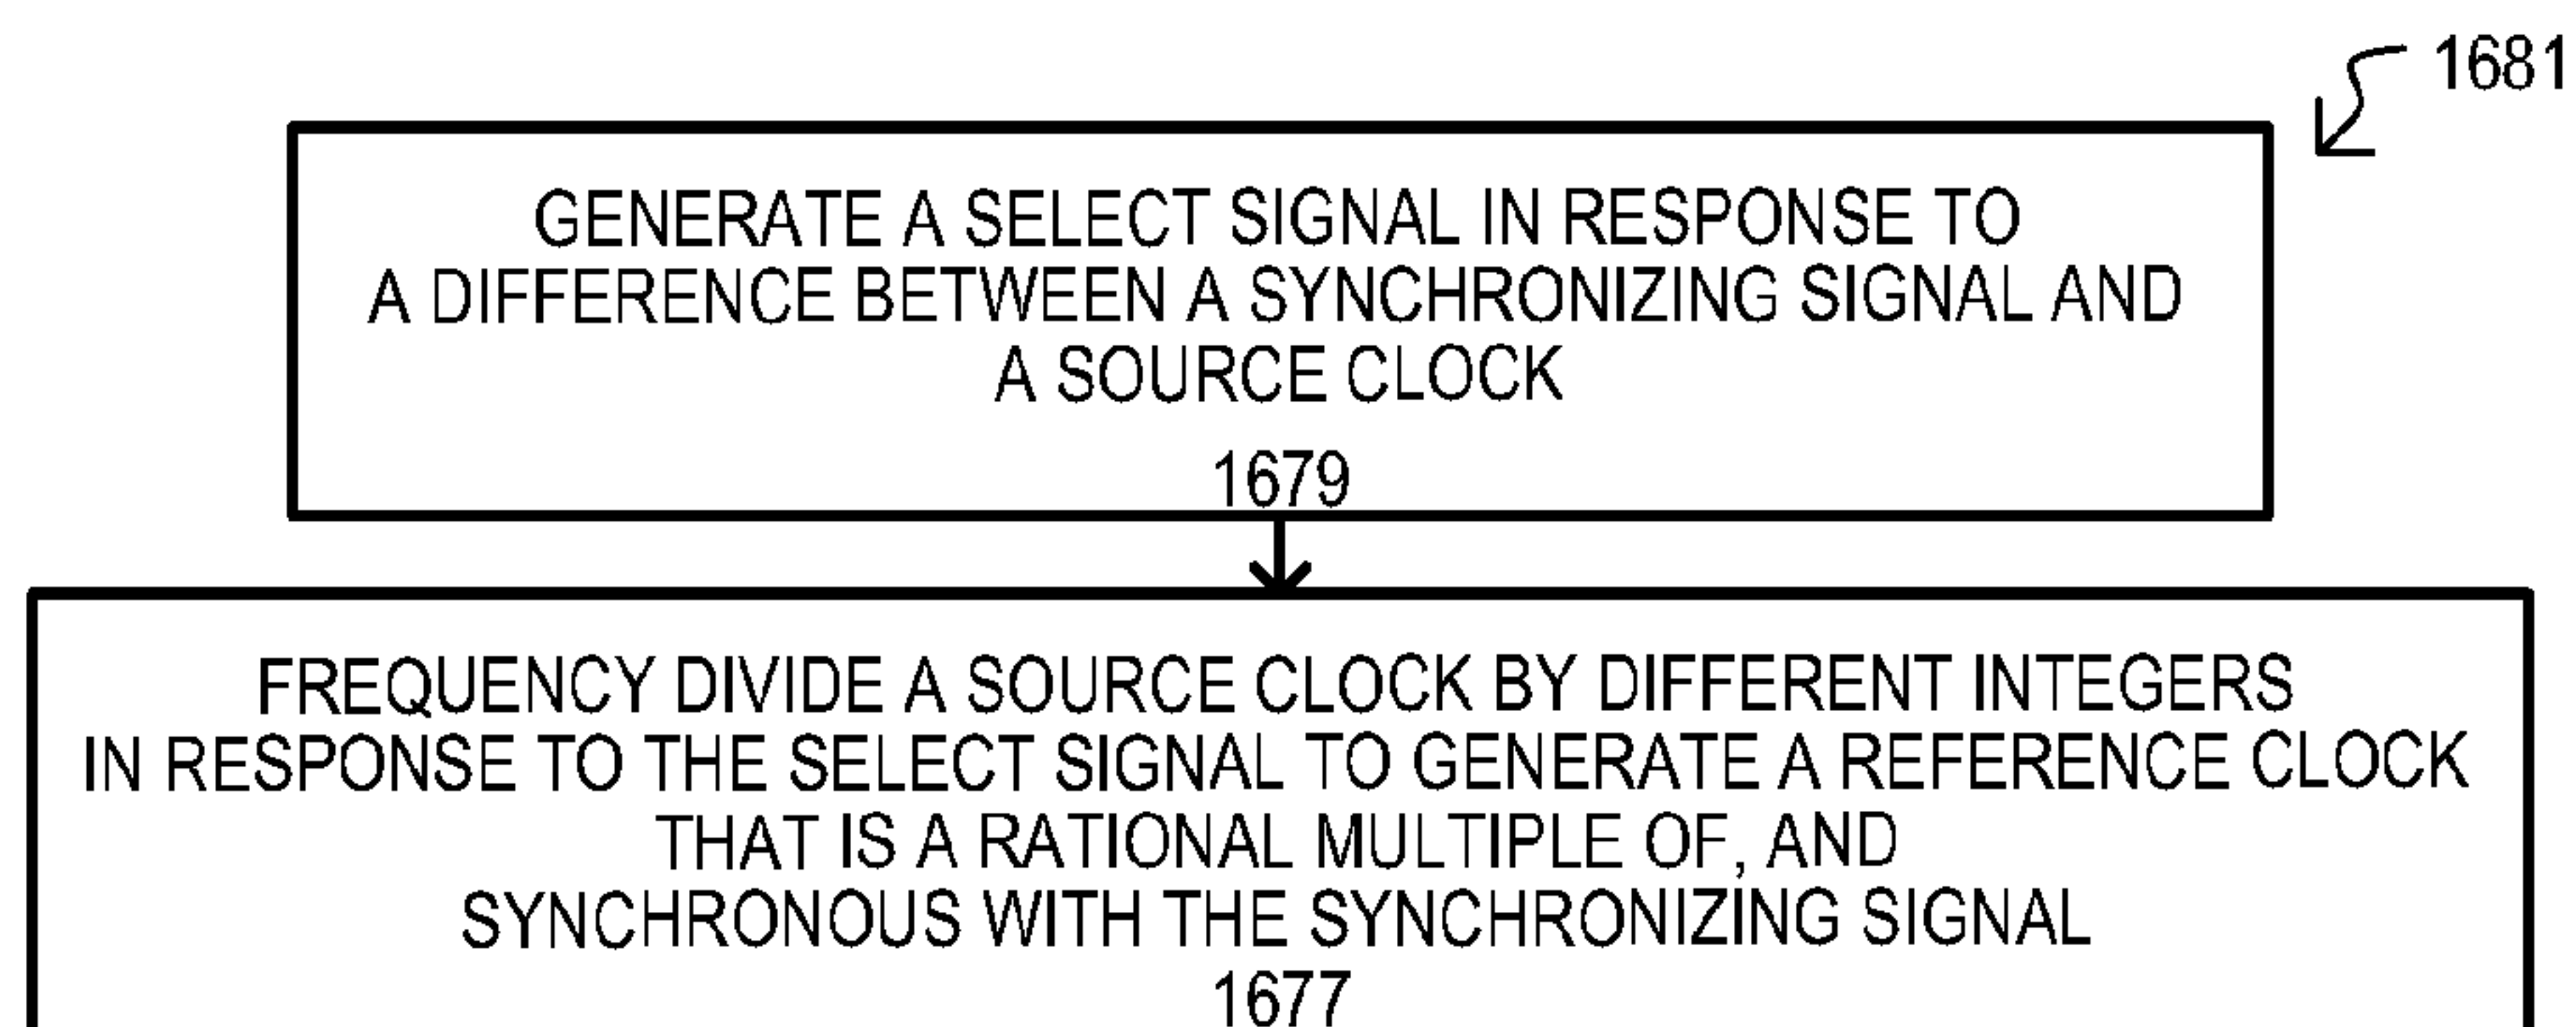 1681
GENERATE A SELECT SIGNAL IN RESPONSE TO
A DIFFERENCE BETWEEN A SYNCHRONIZING SIGNAL AND
A SOURCE CLOCK
1679
FREQUENCY DIVIDE A SOURCE CLOCK BY DIFFERENT INTEGERS
IN RESPONSE TO THE SELECT SIGNAL TO GENERATE A REFERENCE CLOCK
THAT IS A RATIONAL MULTIPLE OF, AND
SYNCHRONOUS WITH THE SYNCHRONIZING SIGNAL
1677